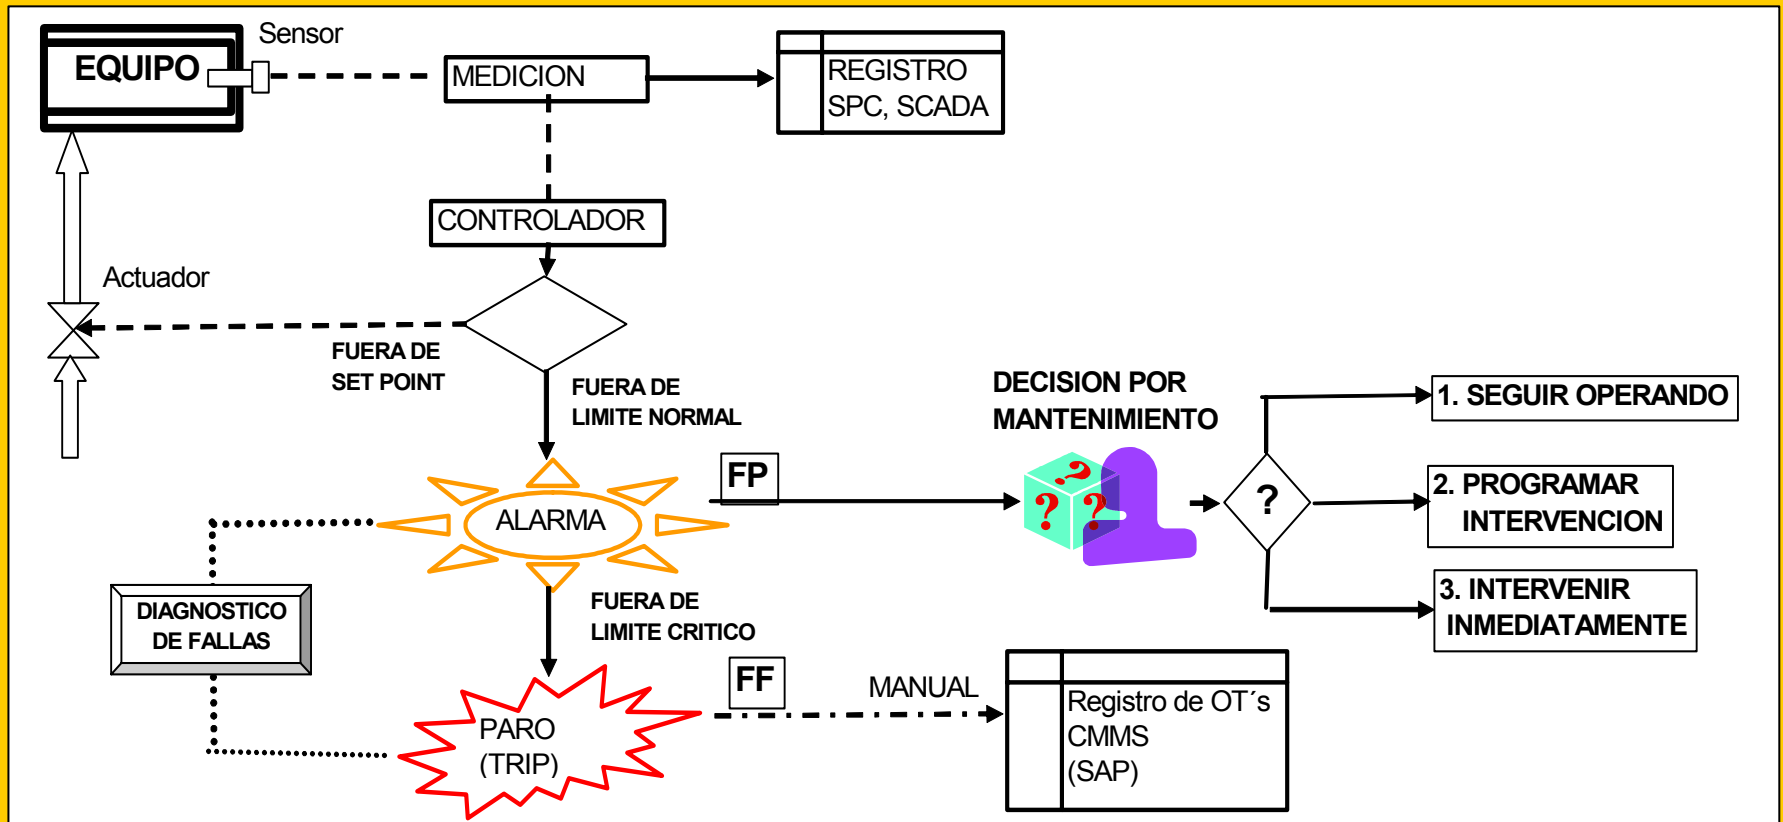 Sensor
EQUIPO
MEDICION
REGISTRO
SPC, SCADA
CONTROLADOR
Actuador
FUERA DE
SET POINT
FUERA DE
LIMITE NORMAL
DECISION POR
MANTENIMIENTO
1. SEGUIR OPERANDO
FP
?
?
?
?
2. PROGRAMAR
INTERVENCION
ALARMA
3. INTERVENIR
INMEDIATAMENTE
DIAGNOSTICO
DE FALLAS
FUERA DE
LIMITE CRITICO
FF
MANUAL
PARO
(TRIP)
Registro de OT´s
CMMS
(SAP)